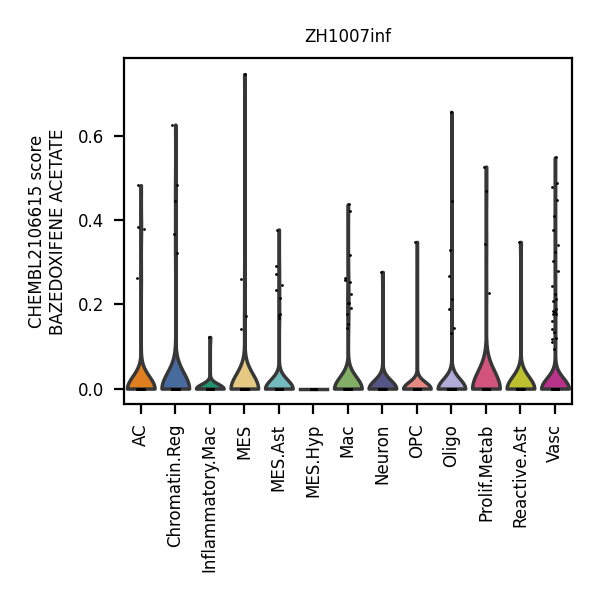 ZH1007inf
CHEMBL2106615 score
BAZEDOXIFENE ACETATE
0.6
0.4
0.2
0.0
AC
Chromatin.Reg
Inflammatory.Mac
MES
MES.Ast
MES.Hyp
Mac
Neuron
OPC
Oligo
Prolif.Metab
Reactive.Ast
Vasc